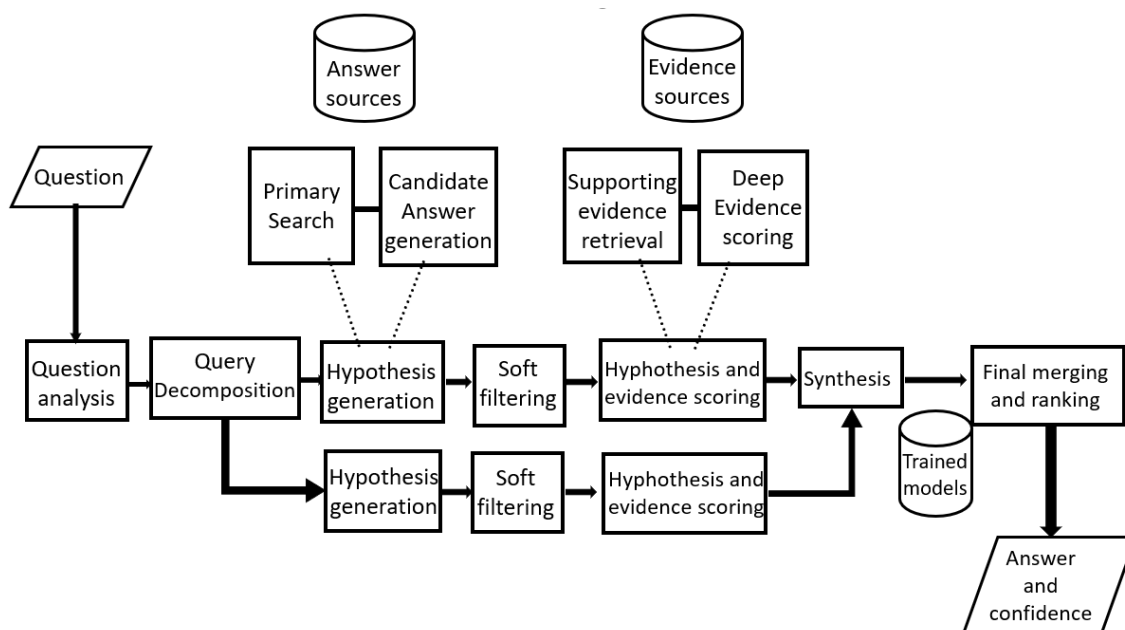 Answer
sources
Evidence
sources
Question
Primary
Search
Candidate
Answer
generation
Supporting
evidence
retrieval
Deep
Evidence
scoring
Question
analysis
Query
Decomposition
Hypothesis
generation
Soft
filtering
Hyphothesis and
evidence scoring
Synthesis
Final merging
and ranking
Hypothesis
generation
Soft
filtering
Hyphothesis and
evidence scoring
Trained
models
Answer
and
confidence